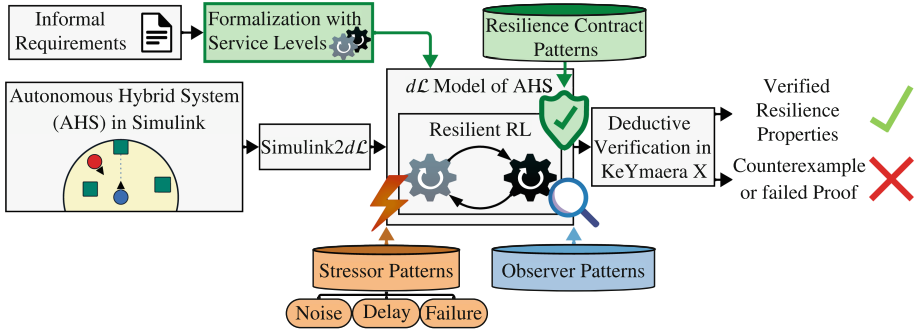 Informal
Requirements
Formalization with
Service Levels
Resilience Contract
Patterns
Autonomous Hybrid System
(AHS) in Simulink
Simulink2dℒ
dℒ Model of AHS
Resilient RL
Deductive
Verification in
KeYmaera X
Verified
Resilience
Properties
Counterexample
or failed Proof
Stressor Patterns
Noise
Delay
Failure
Observer Patterns